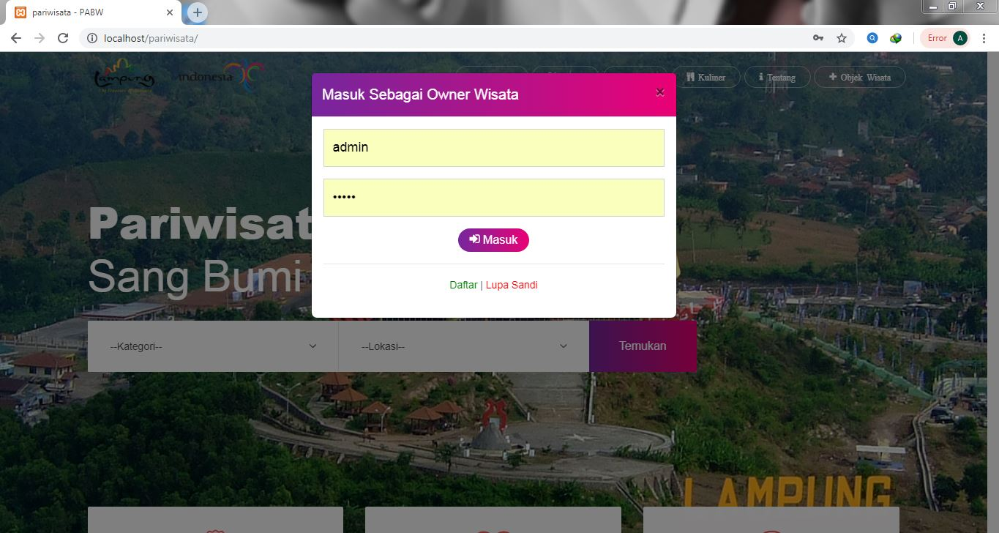 pariwisata - PABW
localhost/pariwisata/
Error A
Lampung
indonesia
Kuliner
Tentang
Objek Wisata
Masuk Sebagai Owner Wisata
admin
•••••
Masuk
Daftar | Lupa Sandi
Pariwisat
Sang Bumi
--Kategori--
--Lokasi--
Temukan
LAMPUNG